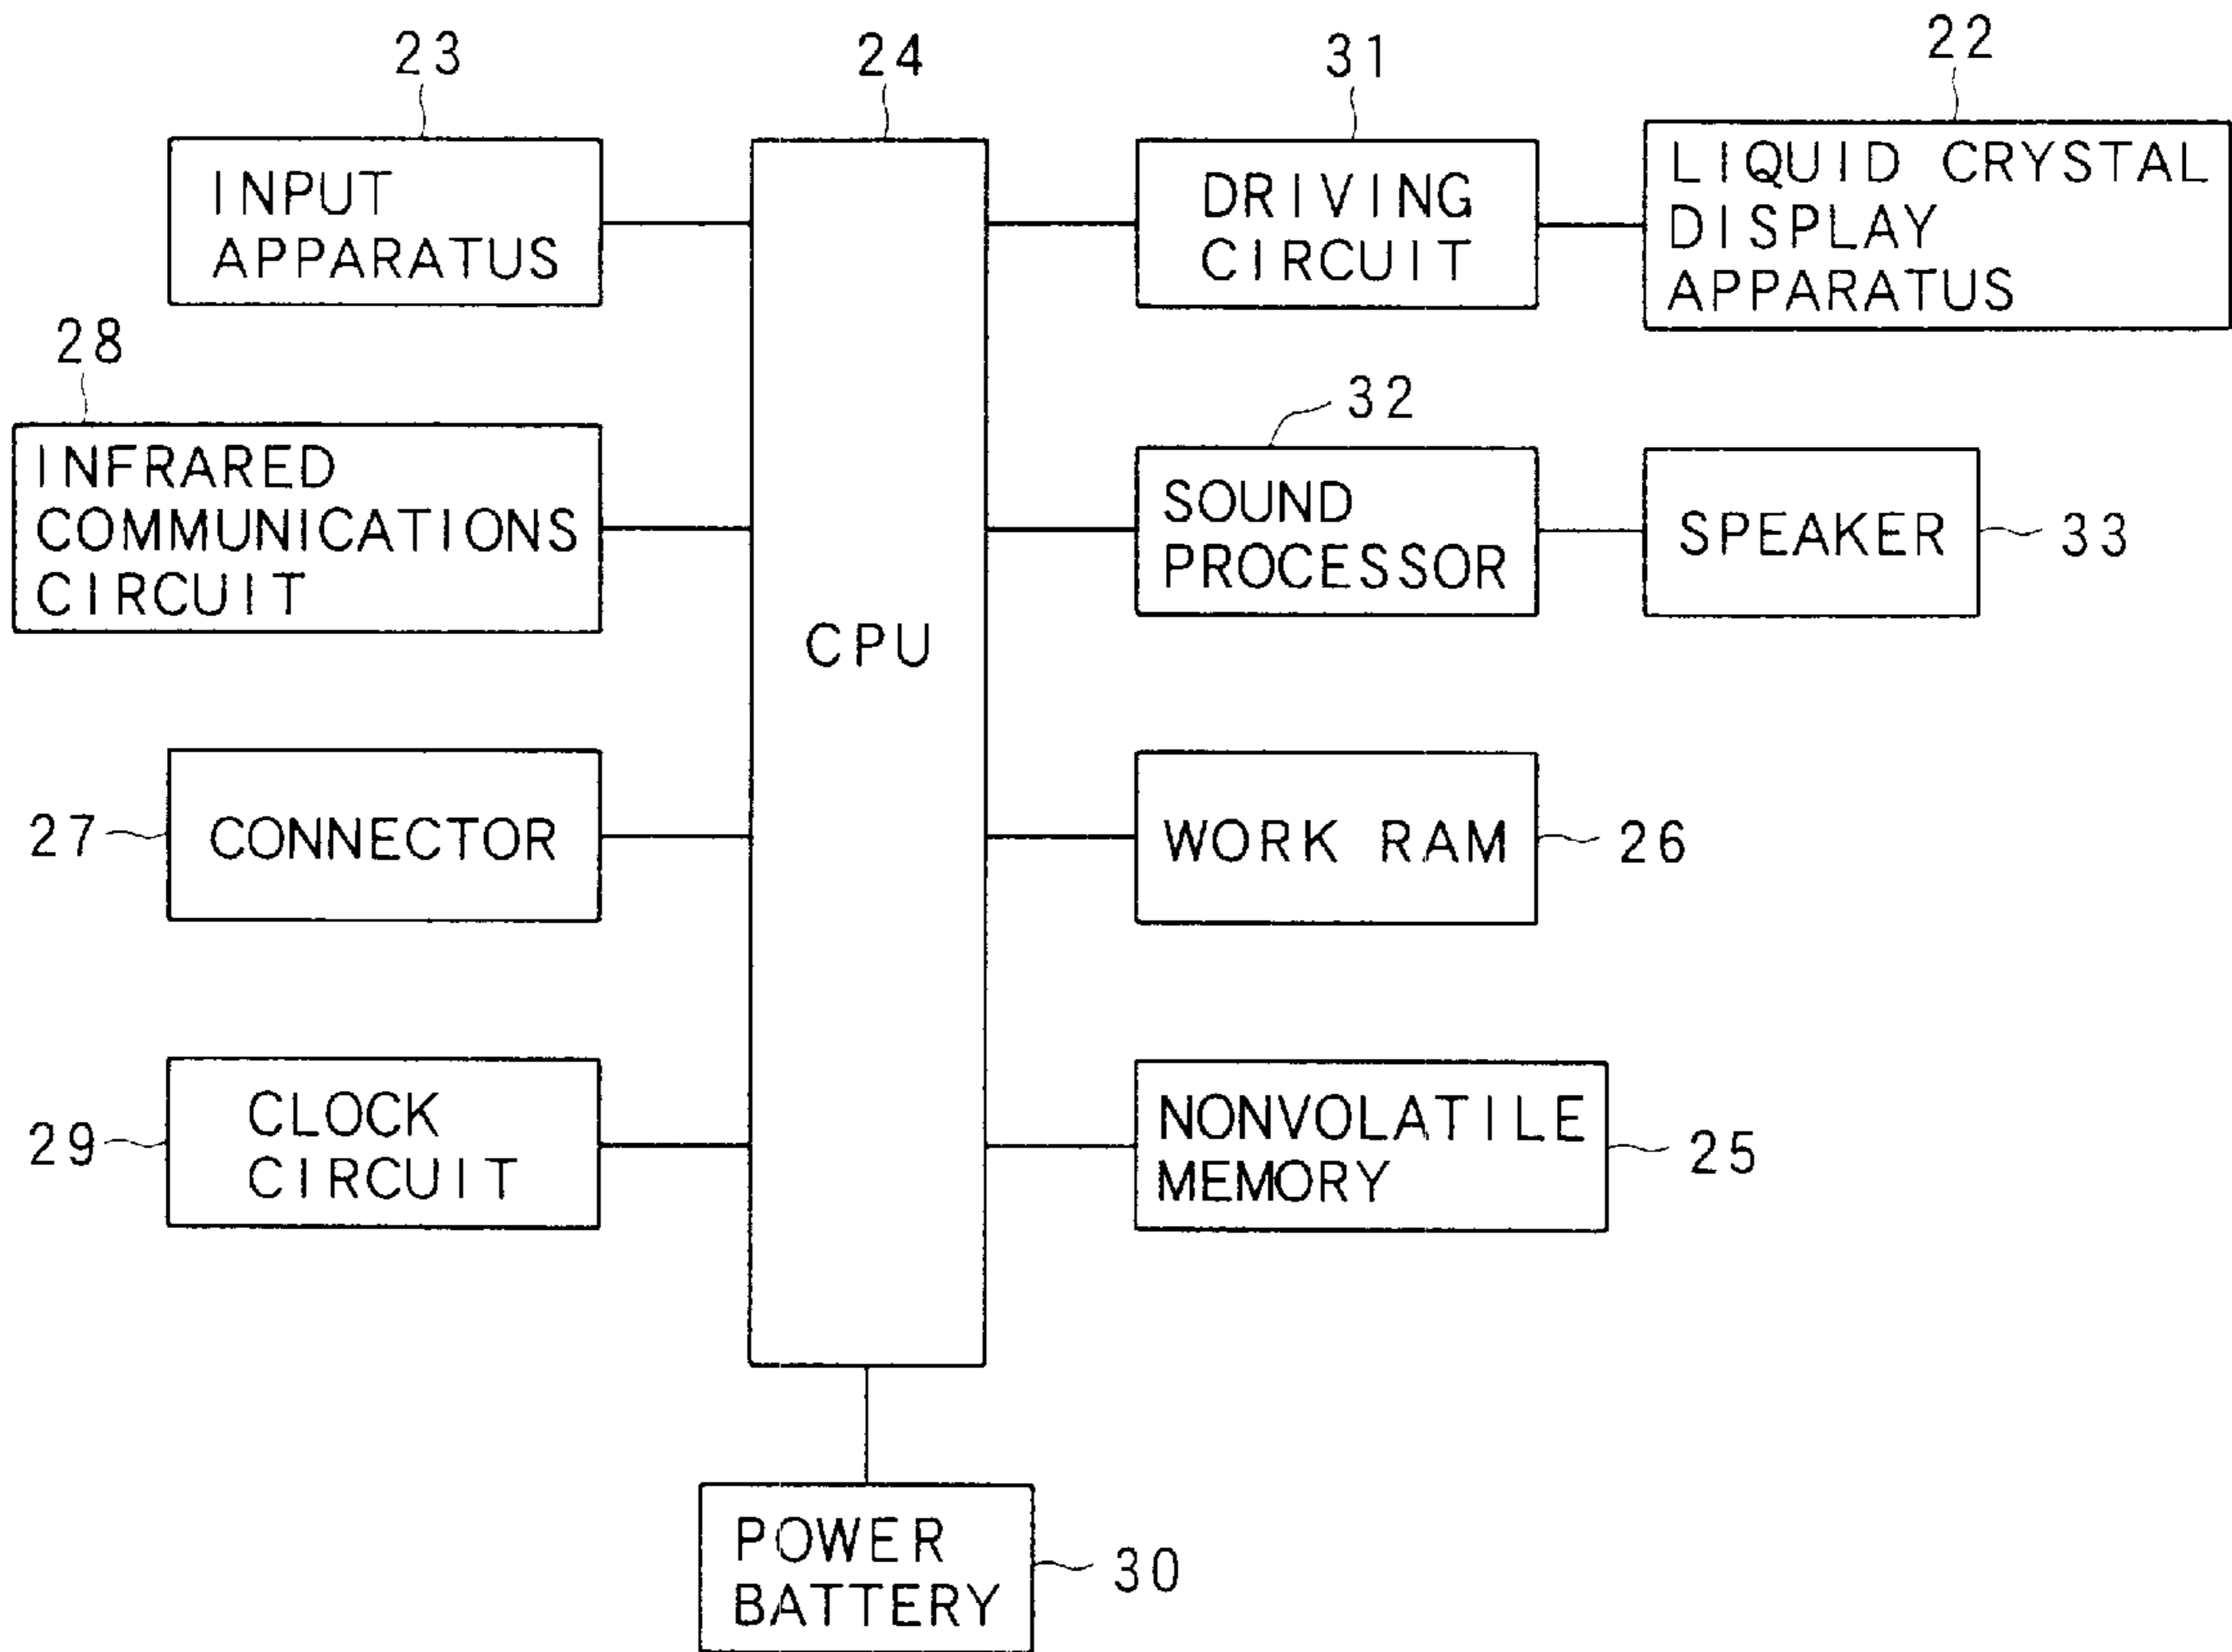 23
24
31
22
INPUT
APPARATUS
DRIVING
CIRCUIT
LIQUID CRYSTAL
DISPLAY
APPARATUS
28
32
INFRARED
COMMUNICATIONS
CIRCUIT
CPU
SOUND
PROCESSOR
SPEAKER
33
27
CONNECTOR
WORK RAM
26
29
CLOCK
CIRCUIT
NONVOLATILE
MEMORY
25
POWER
BATTERY
30